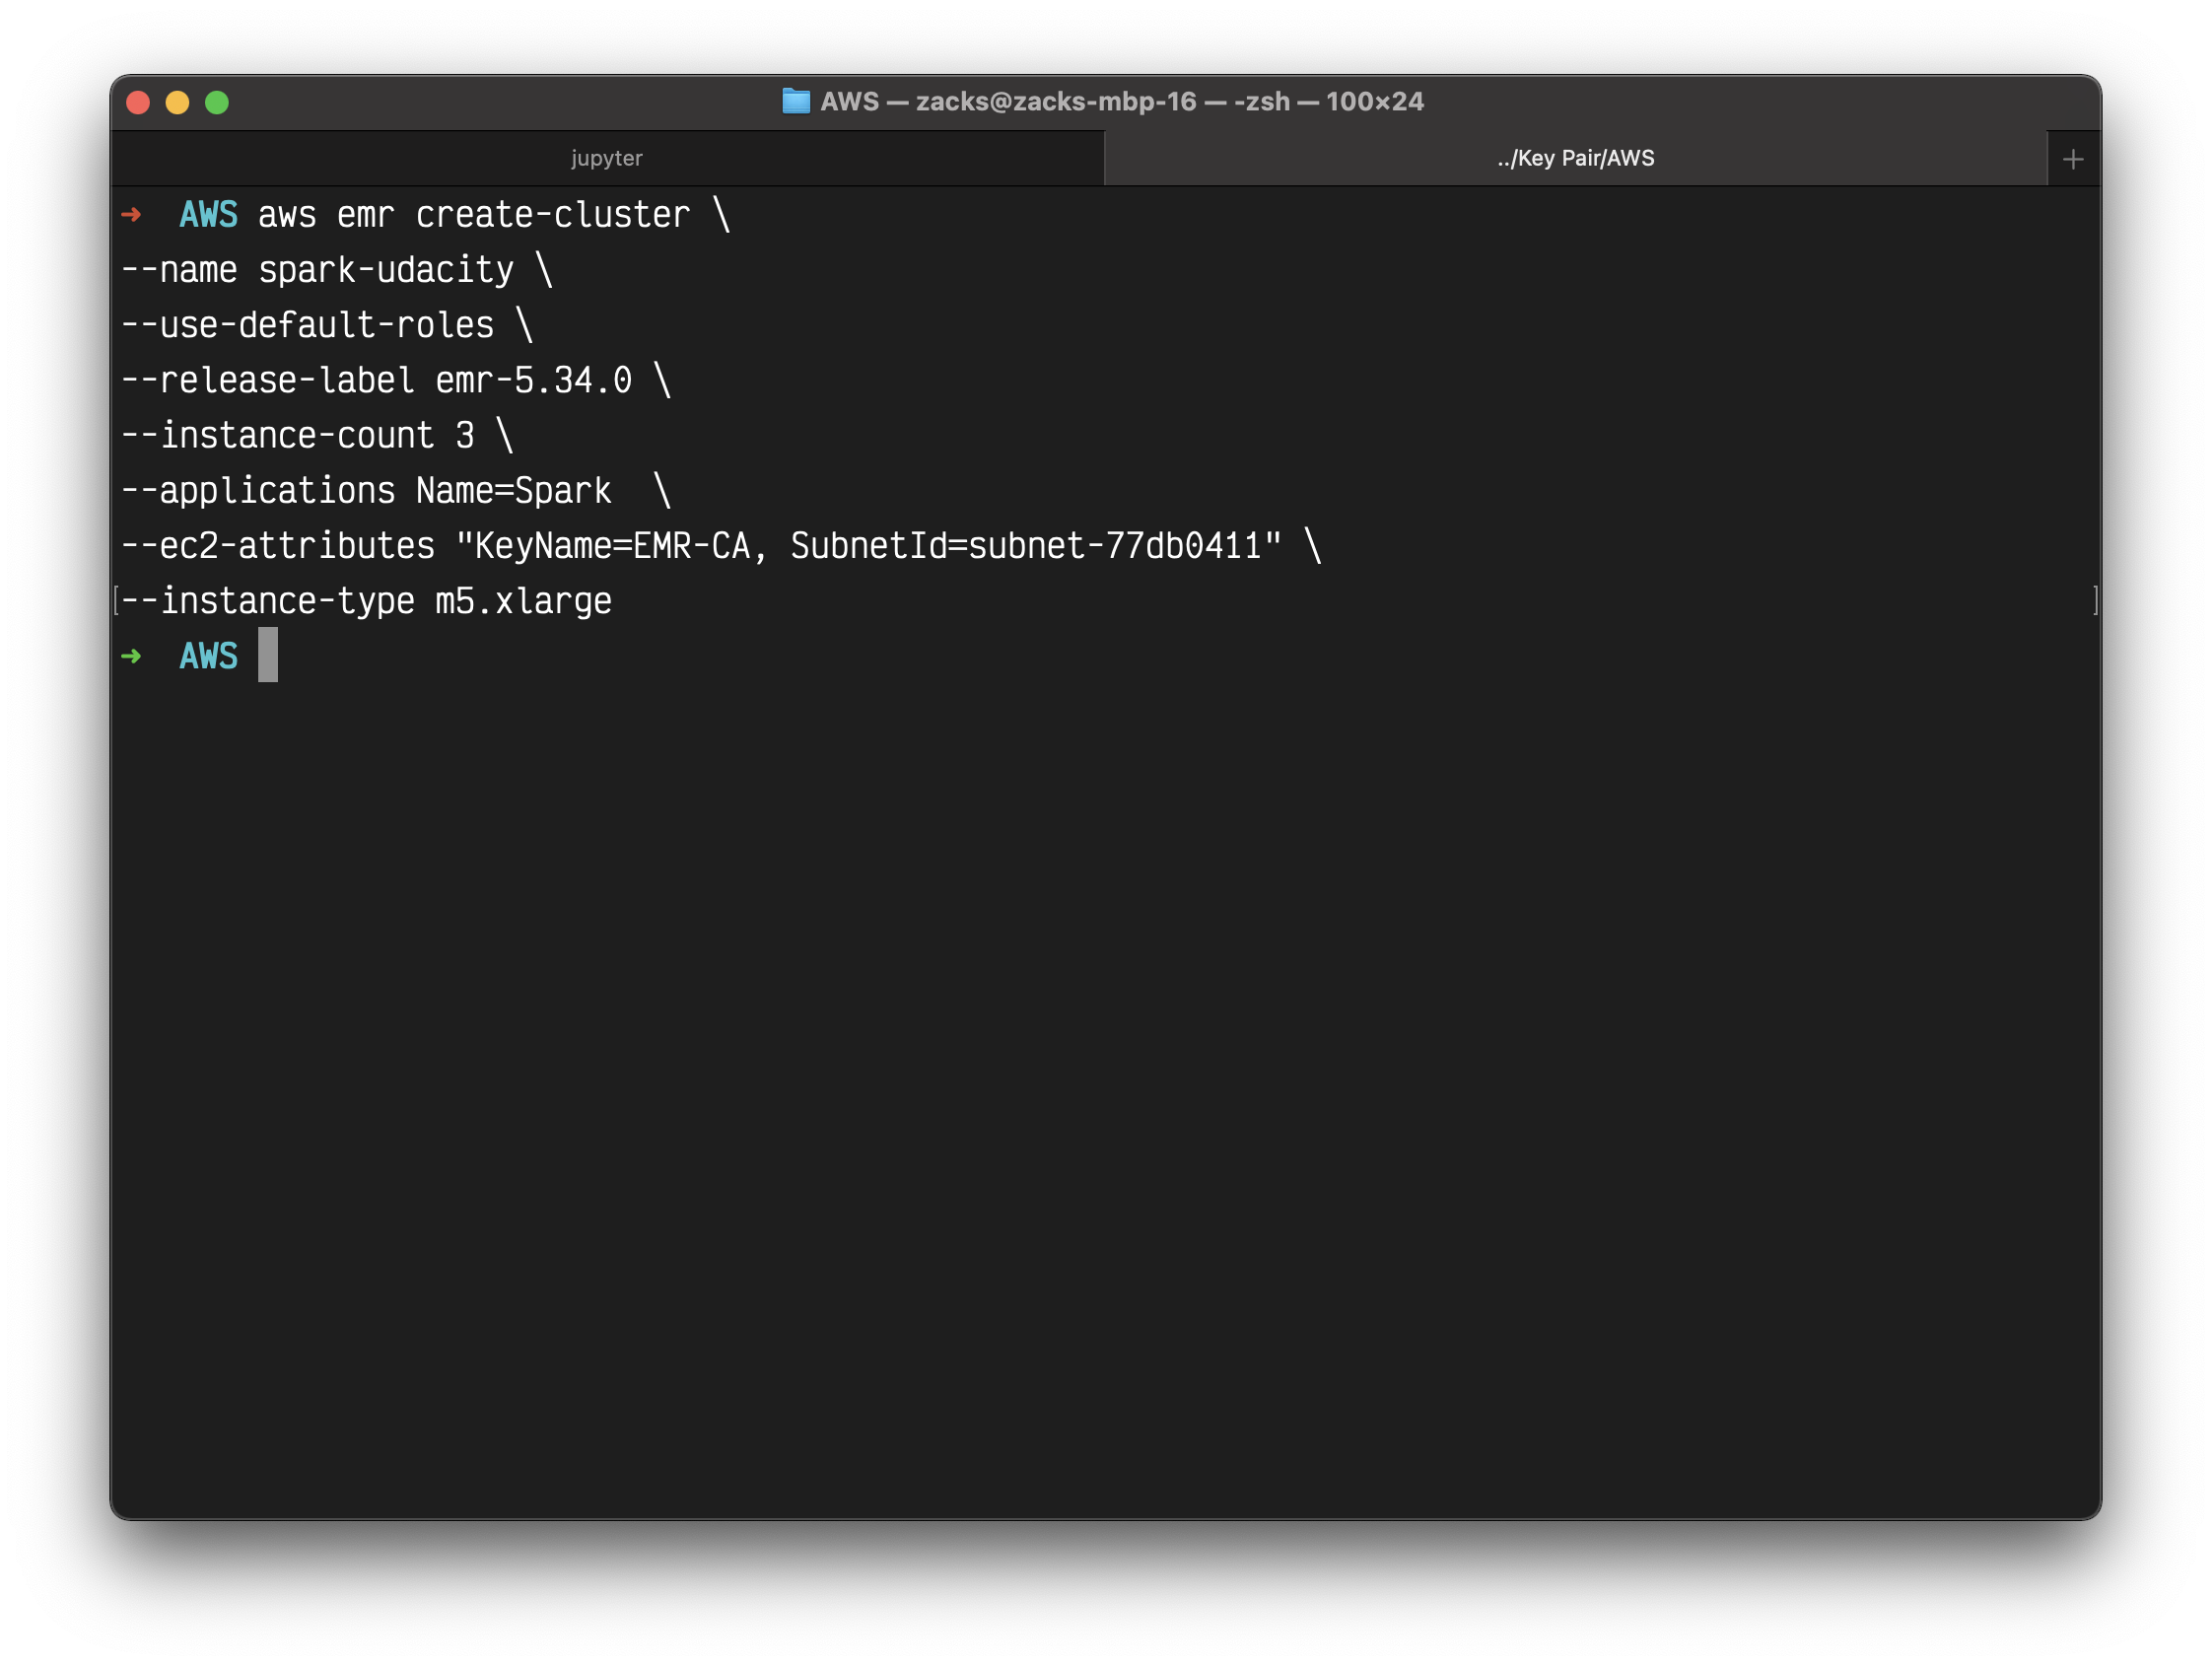 AWS — zacks@zacks-mbp-16 — -zsh — 100×24
jupyter
../Key Pair/AWS
➜  AWS aws emr create-cluster \
--name spark-udacity \
--use-default-roles \
--release-label emr-5.34.0 \
--instance-count 3 \
--applications Name=Spark  \
--ec2-attributes "KeyName=EMR-CA, SubnetId=subnet-77db0411" \
[--instance-type m5.xlarge ]
➜  AWS